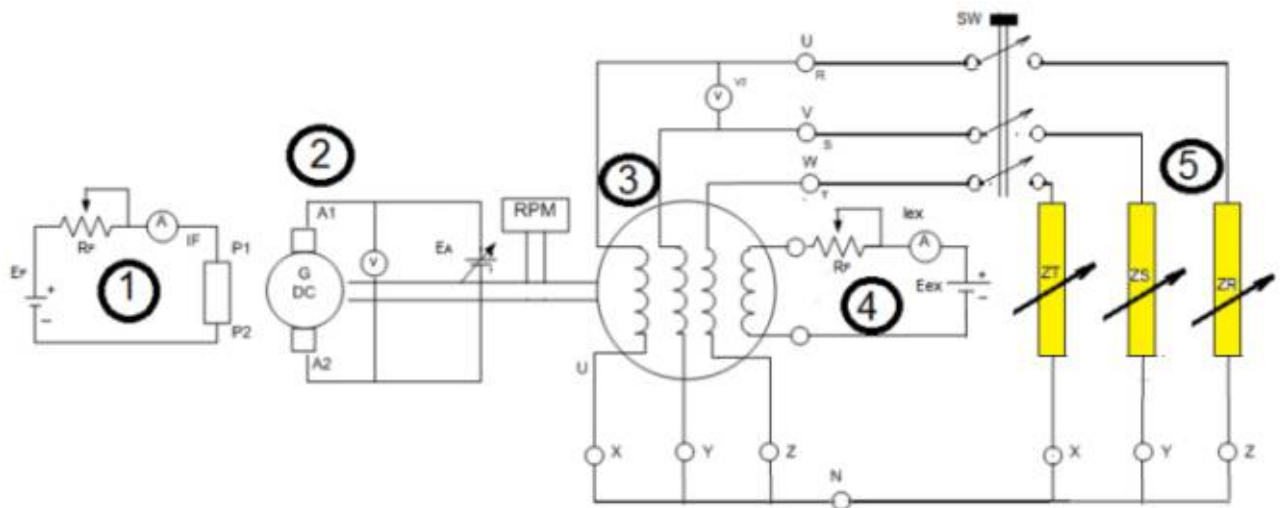 SW
U
R
V
V
S
W
T
2
3
5
1
4
A1
RPM
A
IF
P1
RF
EF
+
−
P2
G
DC
V
EA
A2
Iex
A
RF
+
Eex
−
ZT
ZS
ZR
U
X
Y
Z
N
X
Y
Z